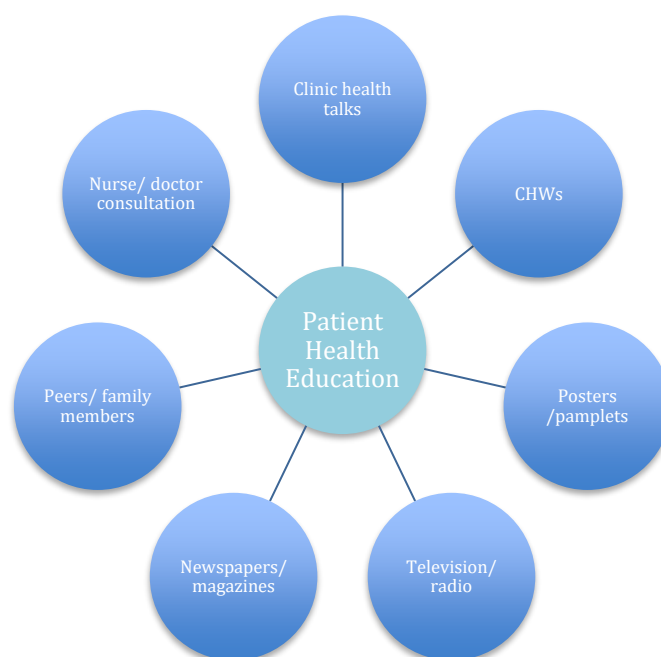 Clinic health
talks
CHWs
Posters
/pamplets
Television/
radio
Newspapers/
magazines
Peers/ family
members
Nurse/ doctor
consultation
Patient
Health
Education